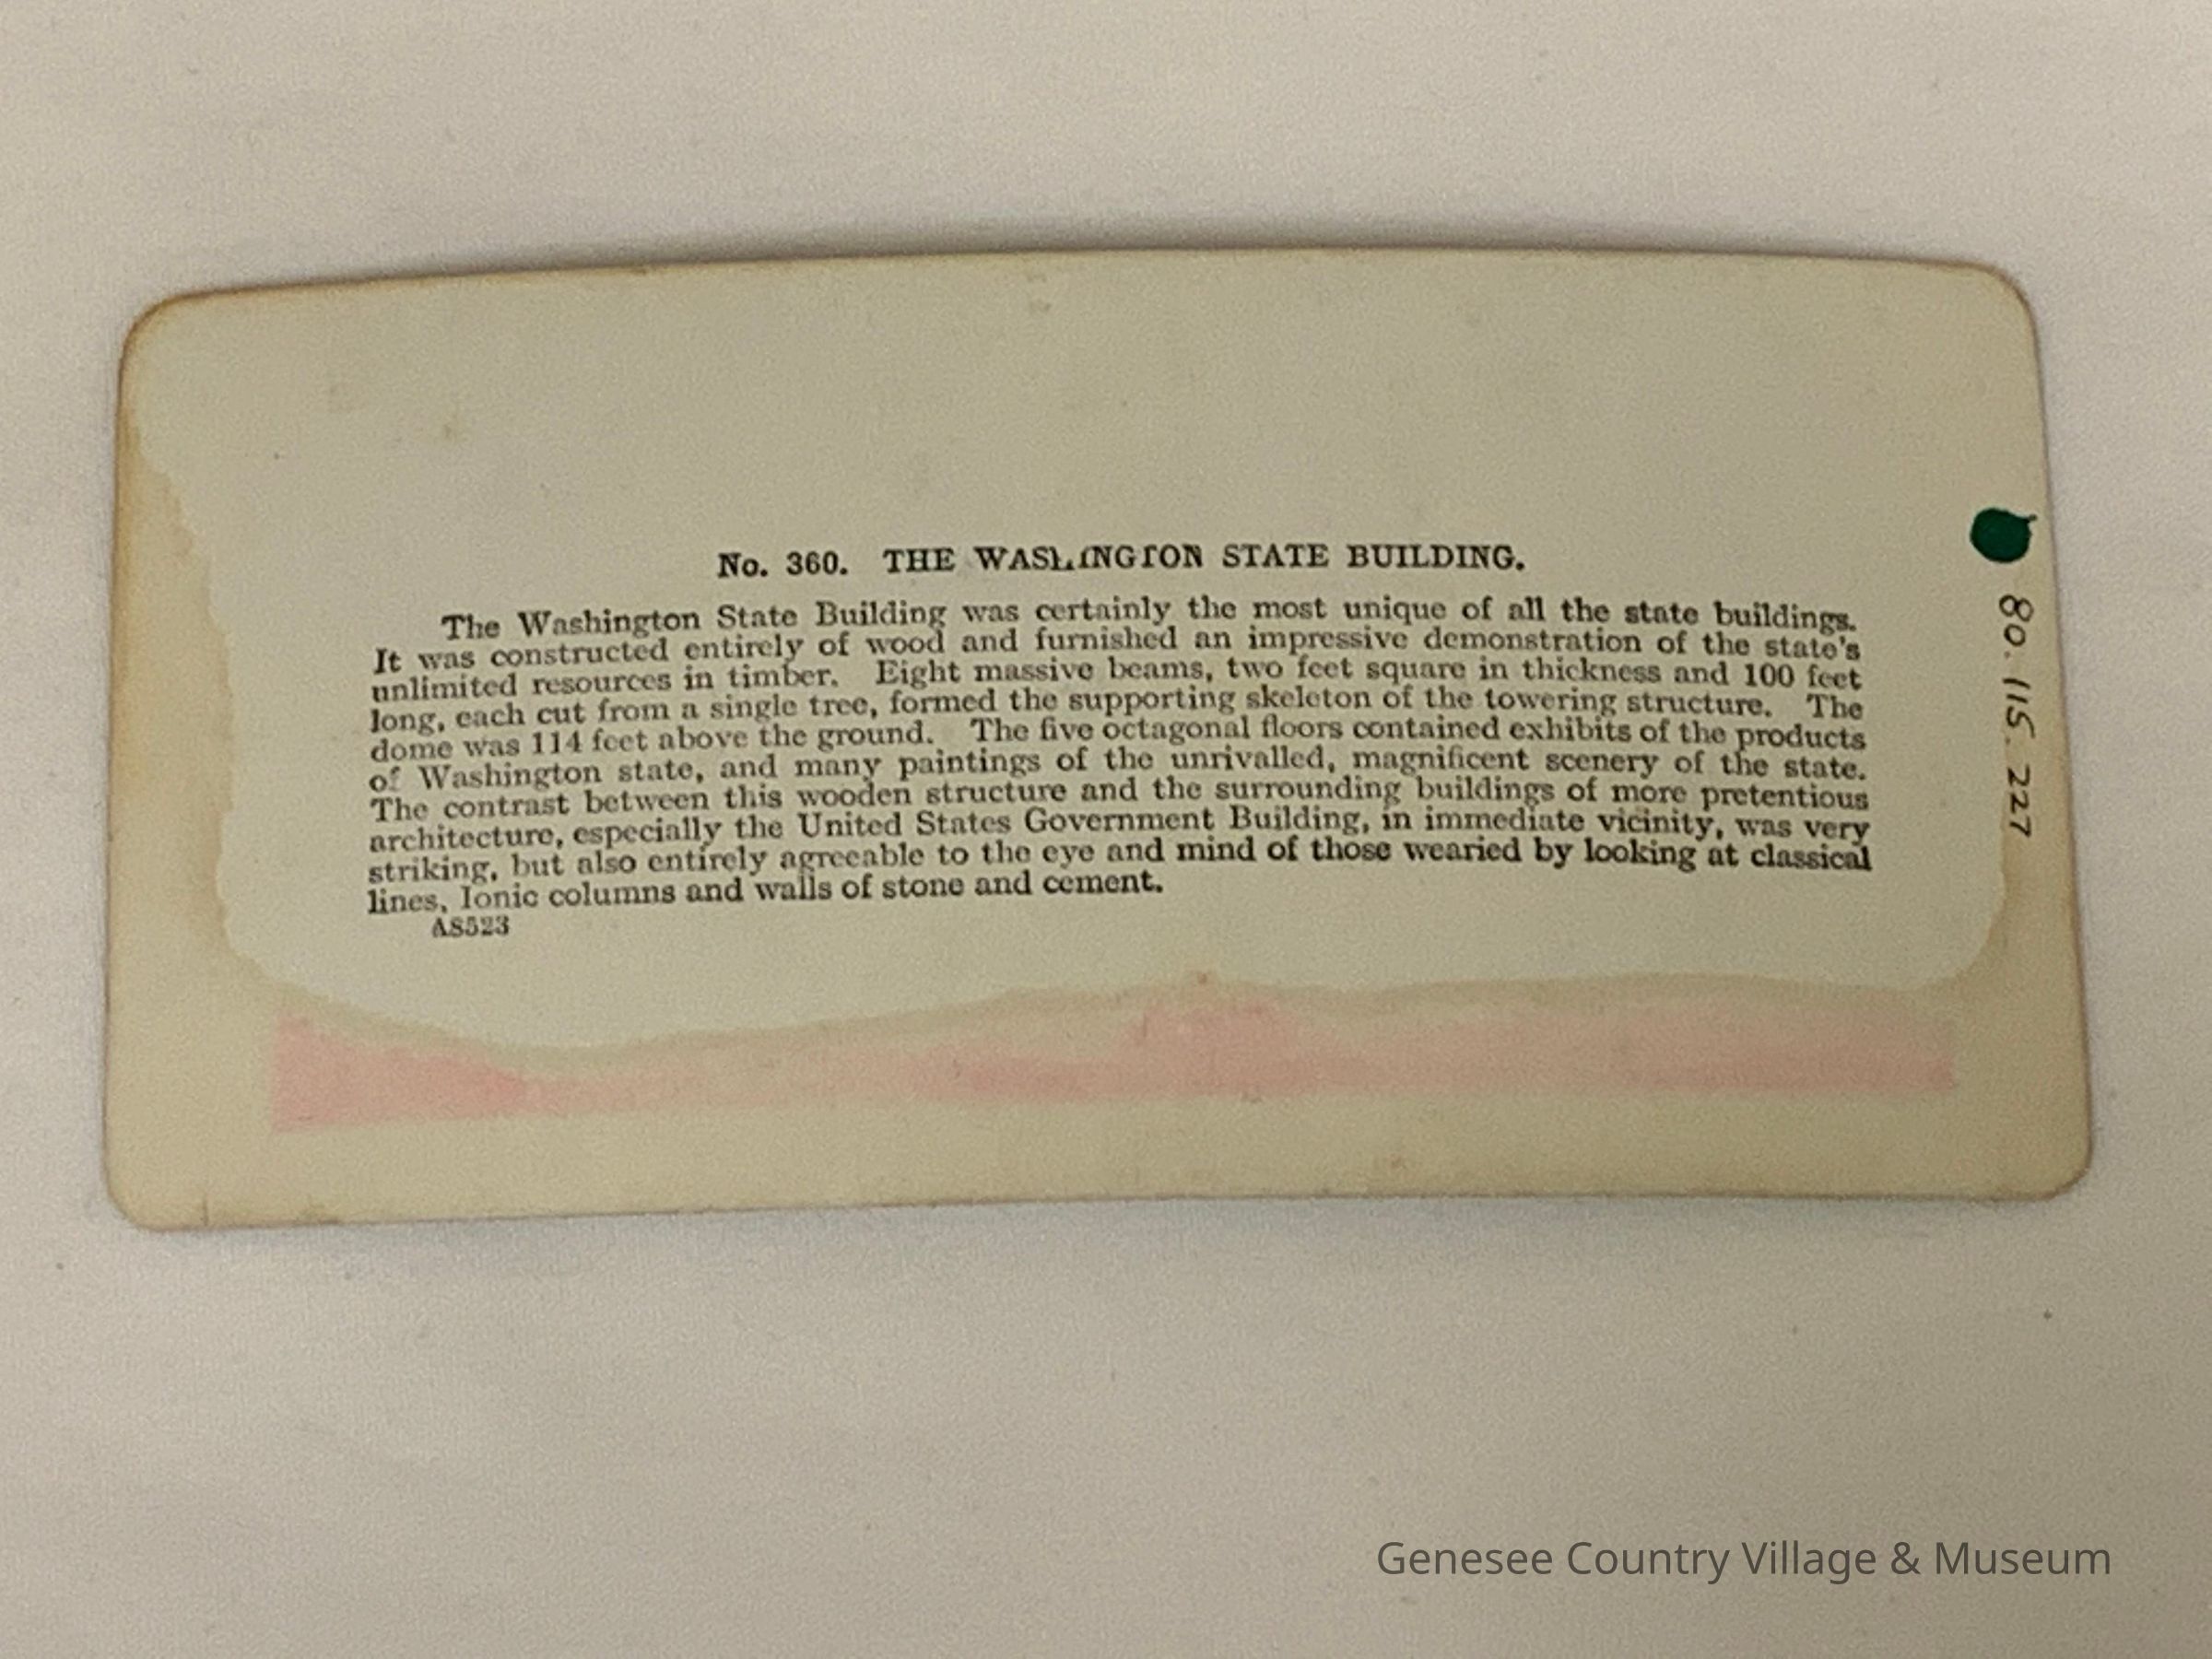 No. 360. THE WASHINGTON STATE BUILDING.
The Washington State Building was certainly the most unique of all the state buildings.
It was constructed entirely of wood and furnished an impressive demonstration of the state's
unlimited resources in timber. Eight massive beams, two feet square in thickness and 100 feet
long, each cut from a single tree, formed the supporting skeleton of the towering structure. The
dome was 114 feet above the ground. The five octagonal floors contained exhibits of the products
of Washington state, and many paintings of the unrivalled, magnificent scenery of the state.
The contrast between this wooden structure and the surrounding buildings of more pretentious
architecture, especially the United States Government Building, in immediate vicinity, was very
striking, but also entirely agreeable to the eye and mind of those wearied by looking at classical
lines, Ionic columns and walls of stone and cement.
AS523
80.115.227
Genesee Country Village & Museum